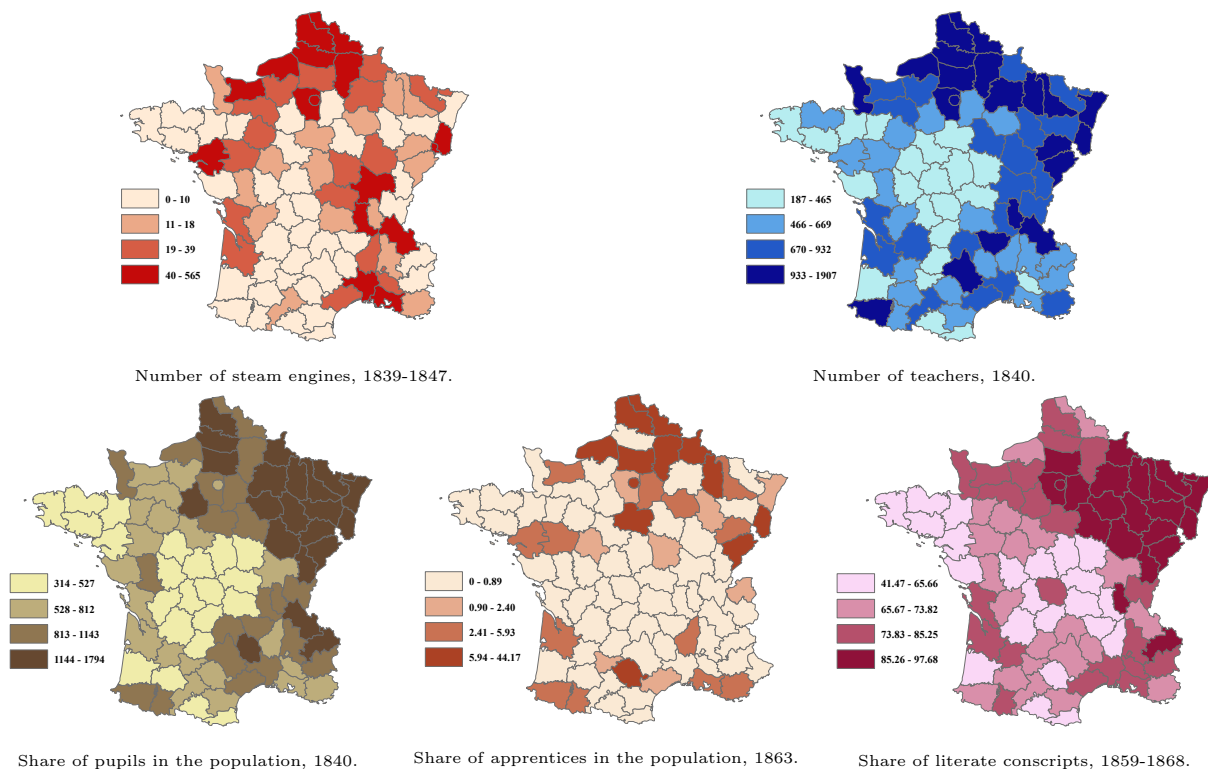 0 - 10
11 - 18
19 - 39
40 - 565
Number of steam engines, 1839-1847.
187 - 465
466 - 669
670 - 932
933 - 1907
Number of teachers, 1840.
314 - 527
528 - 812
813 - 1143
1144 - 1794
Share of pupils in the population, 1840.
0 - 0.89
0.90 - 2.40
2.41 - 5.93
5.94 - 44.17
Share of apprentices in the population, 1863.
41.47 - 65.66
65.67 - 73.82
73.83 - 85.25
85.26 - 97.68
Share of literate conscripts, 1859-1868.